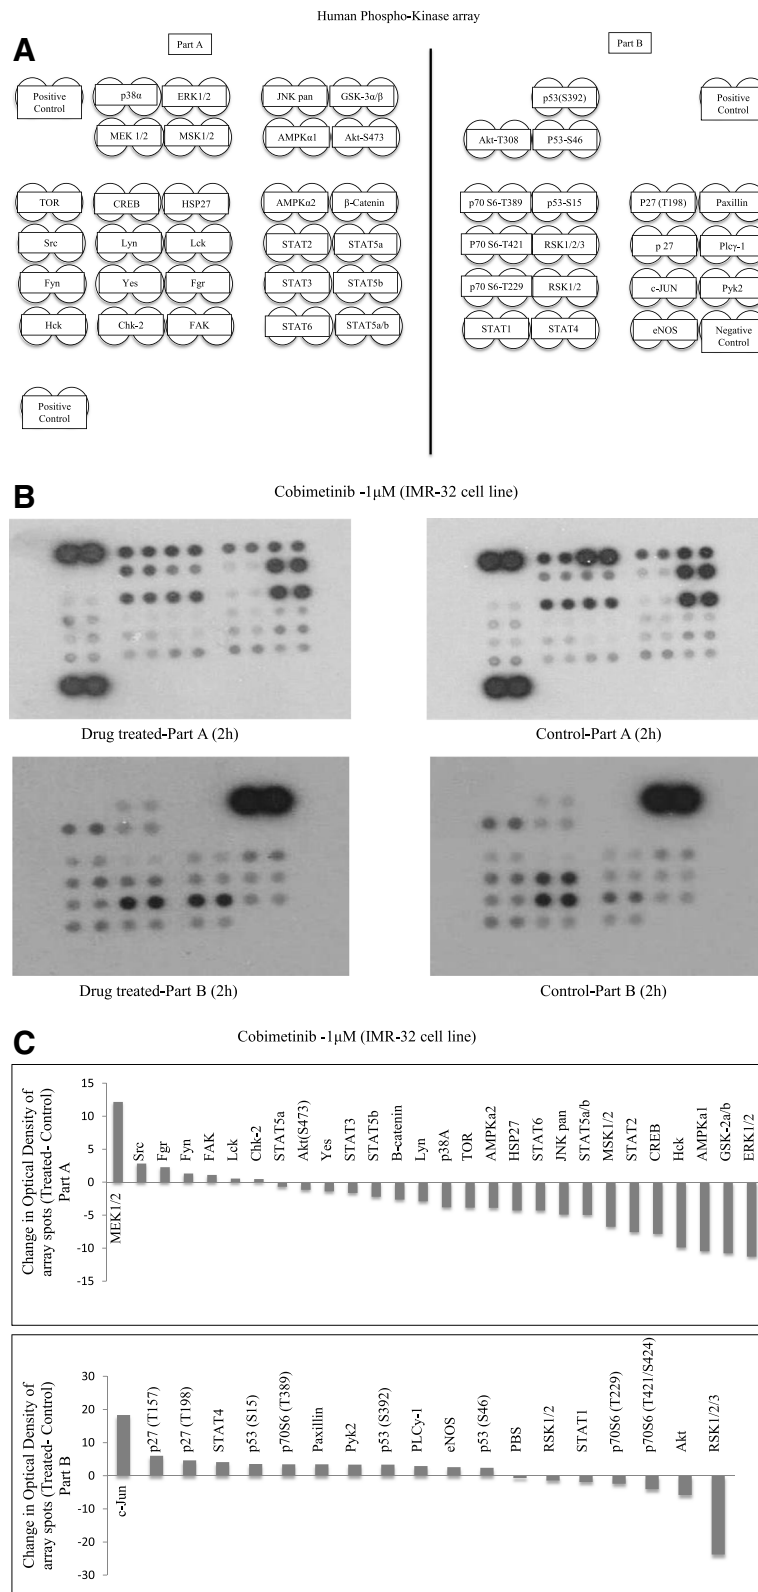 Human Phospho-Kinase array
A
Part A
Part B
Positive
Control
p38α
ERK1/2
JNK pan
GSK-3α/β
p53(S392)
Positive
Control
MEK 1/2
MSK1/2
AMPKα1
Akt-S473
Akt-T308
P53-S46
TOR
CREB
HSP27
AMPKα2
β-Catenin
p70 S6-T389
p53-S15
P27 (T198)
Paxillin
Src
Lyn
Lck
STAT2
STAT5a
P70 S6-T421
RSK1/2/3
p 27
Plcγ-1
Fyn
Yes
Fgr
STAT3
STAT5b
p70 S6-T229
RSK1/2
c-JUN
Pyk2
Hck
Chk-2
FAK
STAT6
STAT5a/b
STAT1
STAT4
eNOS
Negative
Control
Positive
Control
B
Cobimetinib -1μM (IMR-32 cell line)
Drug treated-Part A (2h)
Control-Part A (2h)
Drug treated-Part B (2h)
Control-Part B (2h)
C
Cobimetinib -1μM (IMR-32 cell line)
Change in Optical Density of
array spots (Treated- Control)
Part A
15
10
5
0
-5
-10
-15
MEK1/2
Src
Fgr
Fyn
FAK
Lck
Chk-2
STAT5a
Akt(S473)
Yes
STAT3
STAT5b
B-catenin
Lyn
p38A
TOR
AMPKa2
HSP27
STAT6
JNK pan
STAT5a/b
MSK1/2
STAT2
CREB
Hck
AMPKa1
GSK-2a/b
ERK1/2
Change in Optical Density of
array spots (Treated- Control)
Part B
30
20
10
0
-10
-20
-30
c-Jun
p27 (T157)
p27 (T198)
STAT4
p53 (S15)
p70S6 (T389)
Paxillin
Pyk2
p53 (S392)
PLCy-1
eNOS
p53 (S46)
PBS
RSK1/2
STAT1
p70S6 (T229)
p70S6 (T421/S424)
Akt
RSK1/2/3